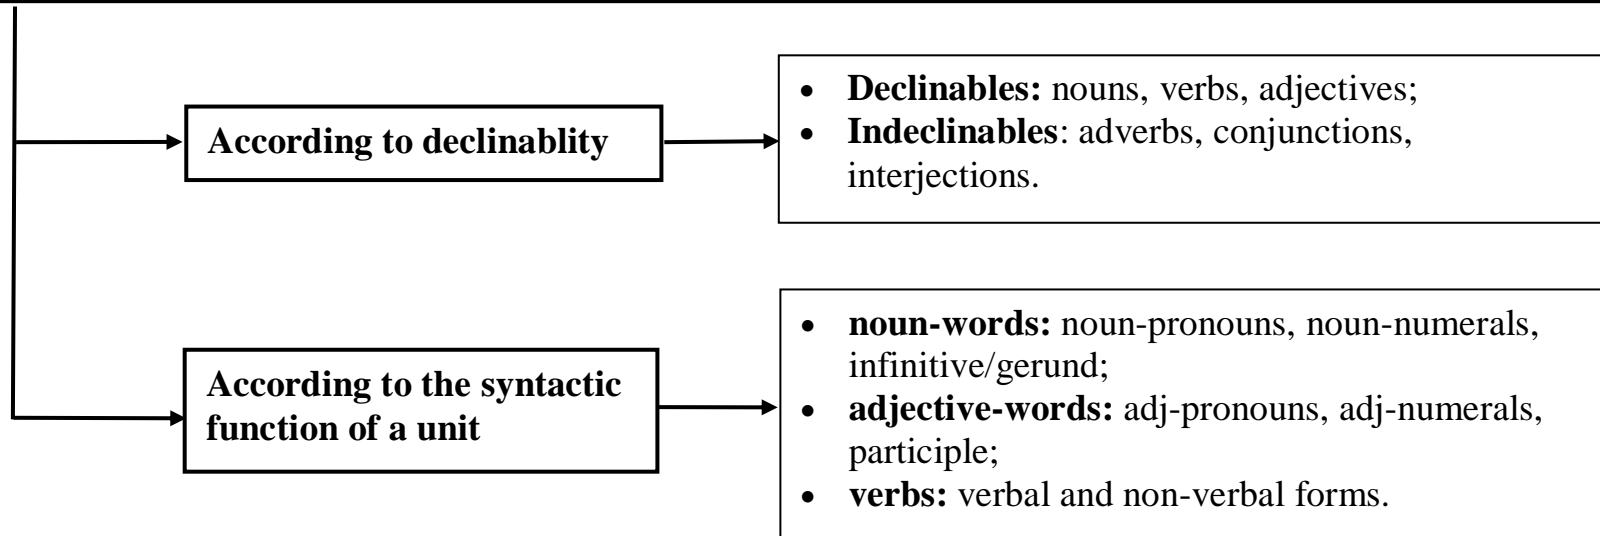 According to declinablity
• Declinables: nouns, verbs, adjectives;
• Indeclinables: adverbs, conjunctions,
interjections.
According to the syntactic
function of a unit
• noun-words: noun-pronouns, noun-numerals,
infinitive/gerund;
• adjective-words: adj-pronouns, adj-numerals,
participle;
• verbs: verbal and non-verbal forms.